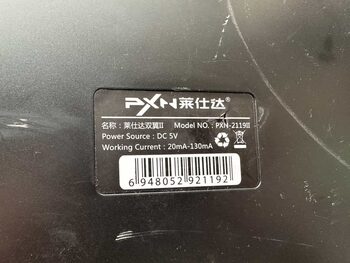 PXN莱仕达®
名称：莱仕达双翼II Model NO.：PXN-2119II
Power Source : DC 5V
Working Current : 20mA-130mA
6 948052 921192